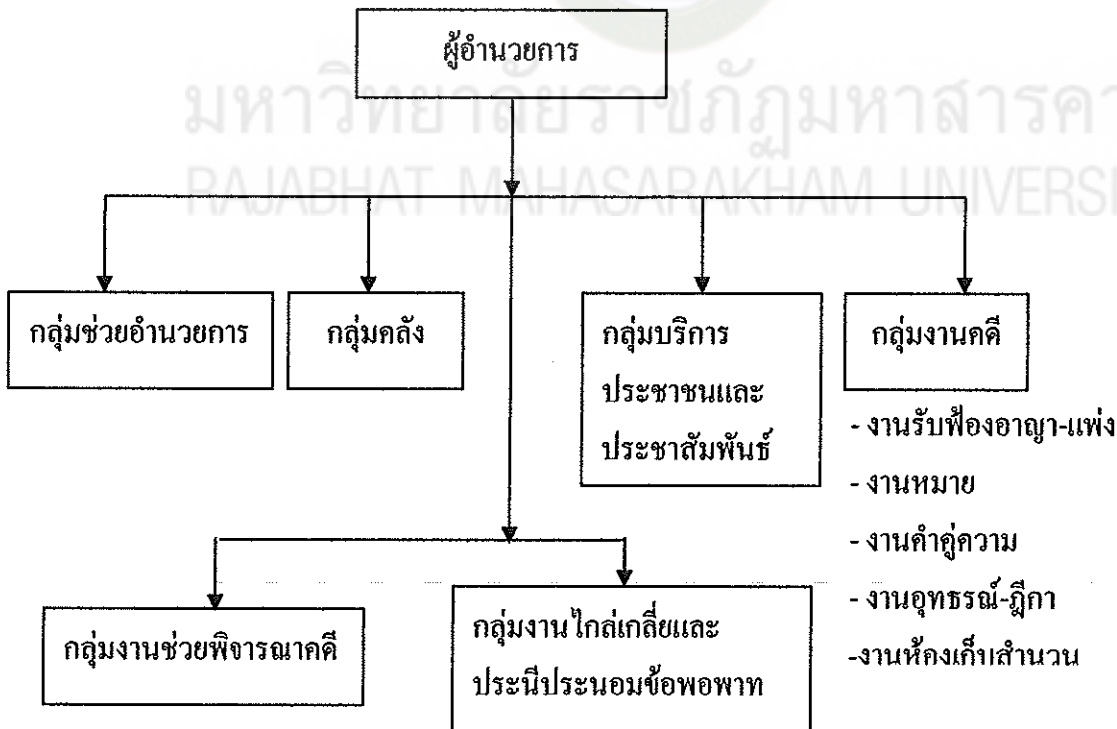 ผู้อำนวยการ
มหาวิทยาลัยราชภัฏมหาสารคา
RAJABHAT MAHASARAKHAM UNIVERSI
กลุ่มช่วยอำนวยการ
กลุ่มคลัง
กลุ่มบริการ
ประชาชนและ
ประชาสัมพันธ์
กลุ่มงานคดี
- งานรับฟ้องอาญา-แพ่ง
- งานหมาย
- งานคำคู่ความ
- งานอุทธรณ์-ฎีกา
-งานห้องเก็บสำนวน
กลุ่มงานช่วยพิจารณาคดี
กลุ่มงานไกล่เกลี่ยและ
ประนีประนอมข้อพอพาท